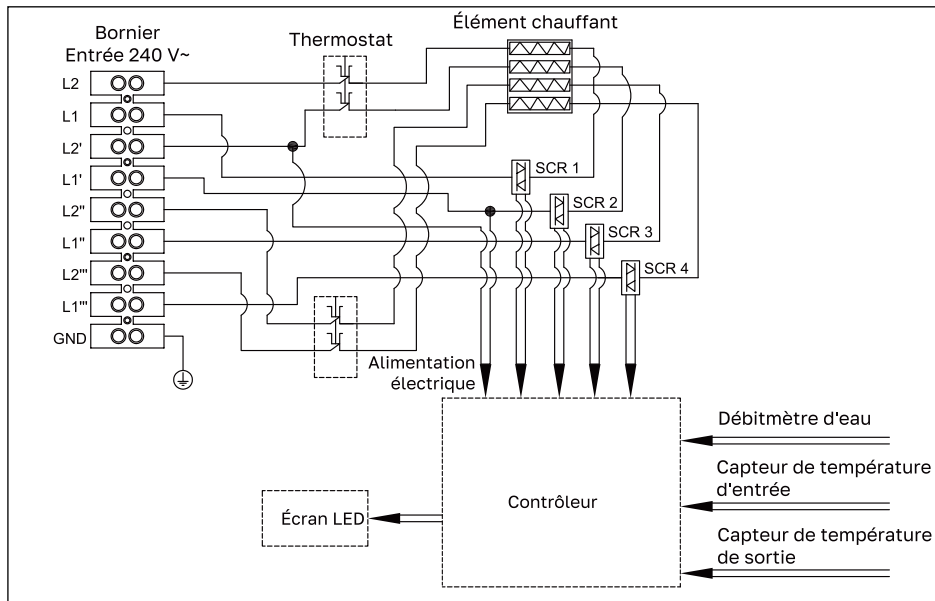 Bornier
Entrée 240 V~
Thermostat
Élément chauffant
L2
L1
L2'
L1'
L2"
L1"
L2'"
L1'"
GND
SCR 1
SCR 2
SCR 3
SCR 4
Alimentation
électrique
Contrôleur
Écran LED
Débitmètre d'eau
Capteur de température
d'entrée
Capteur de température
de sortie